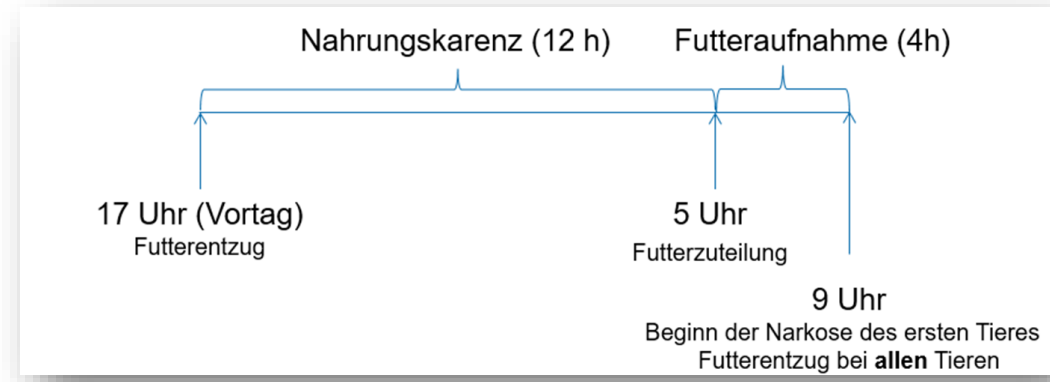 Nahrungskarenz (12 h)
Futteraufnahme (4h)
17 Uhr (Vortag)
Futterentzug
5 Uhr
Futterzuteilung
9 Uhr
Beginn der Narkose des ersten Tieres
Futterentzug bei allen Tieren